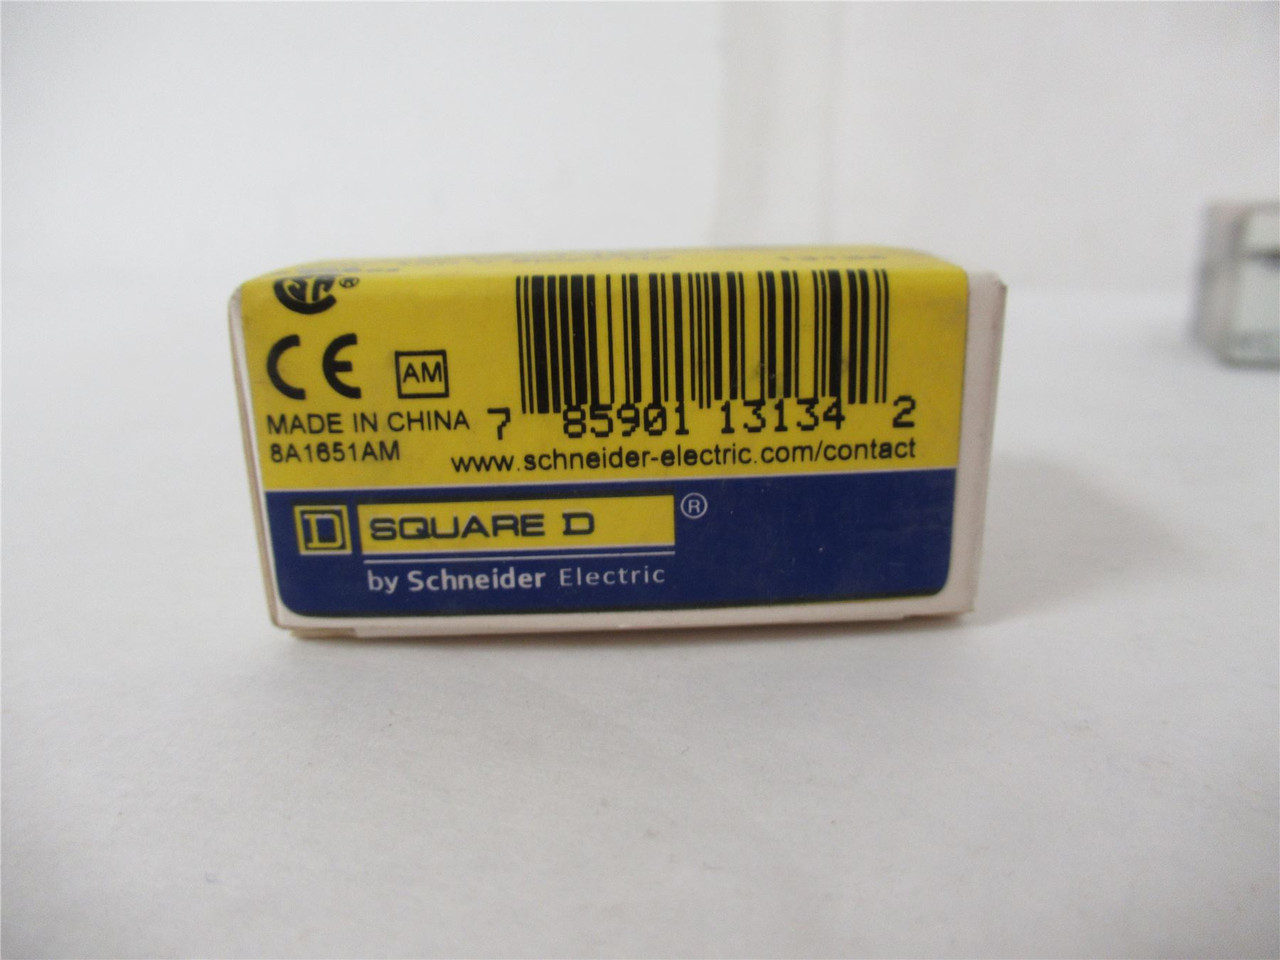 ®
CE AM
MADE IN CHINA
8A1651AM
7 85901 13134 2
www.schneider-electric.com/contact
D SQUARE D ®
by Schneider Electric